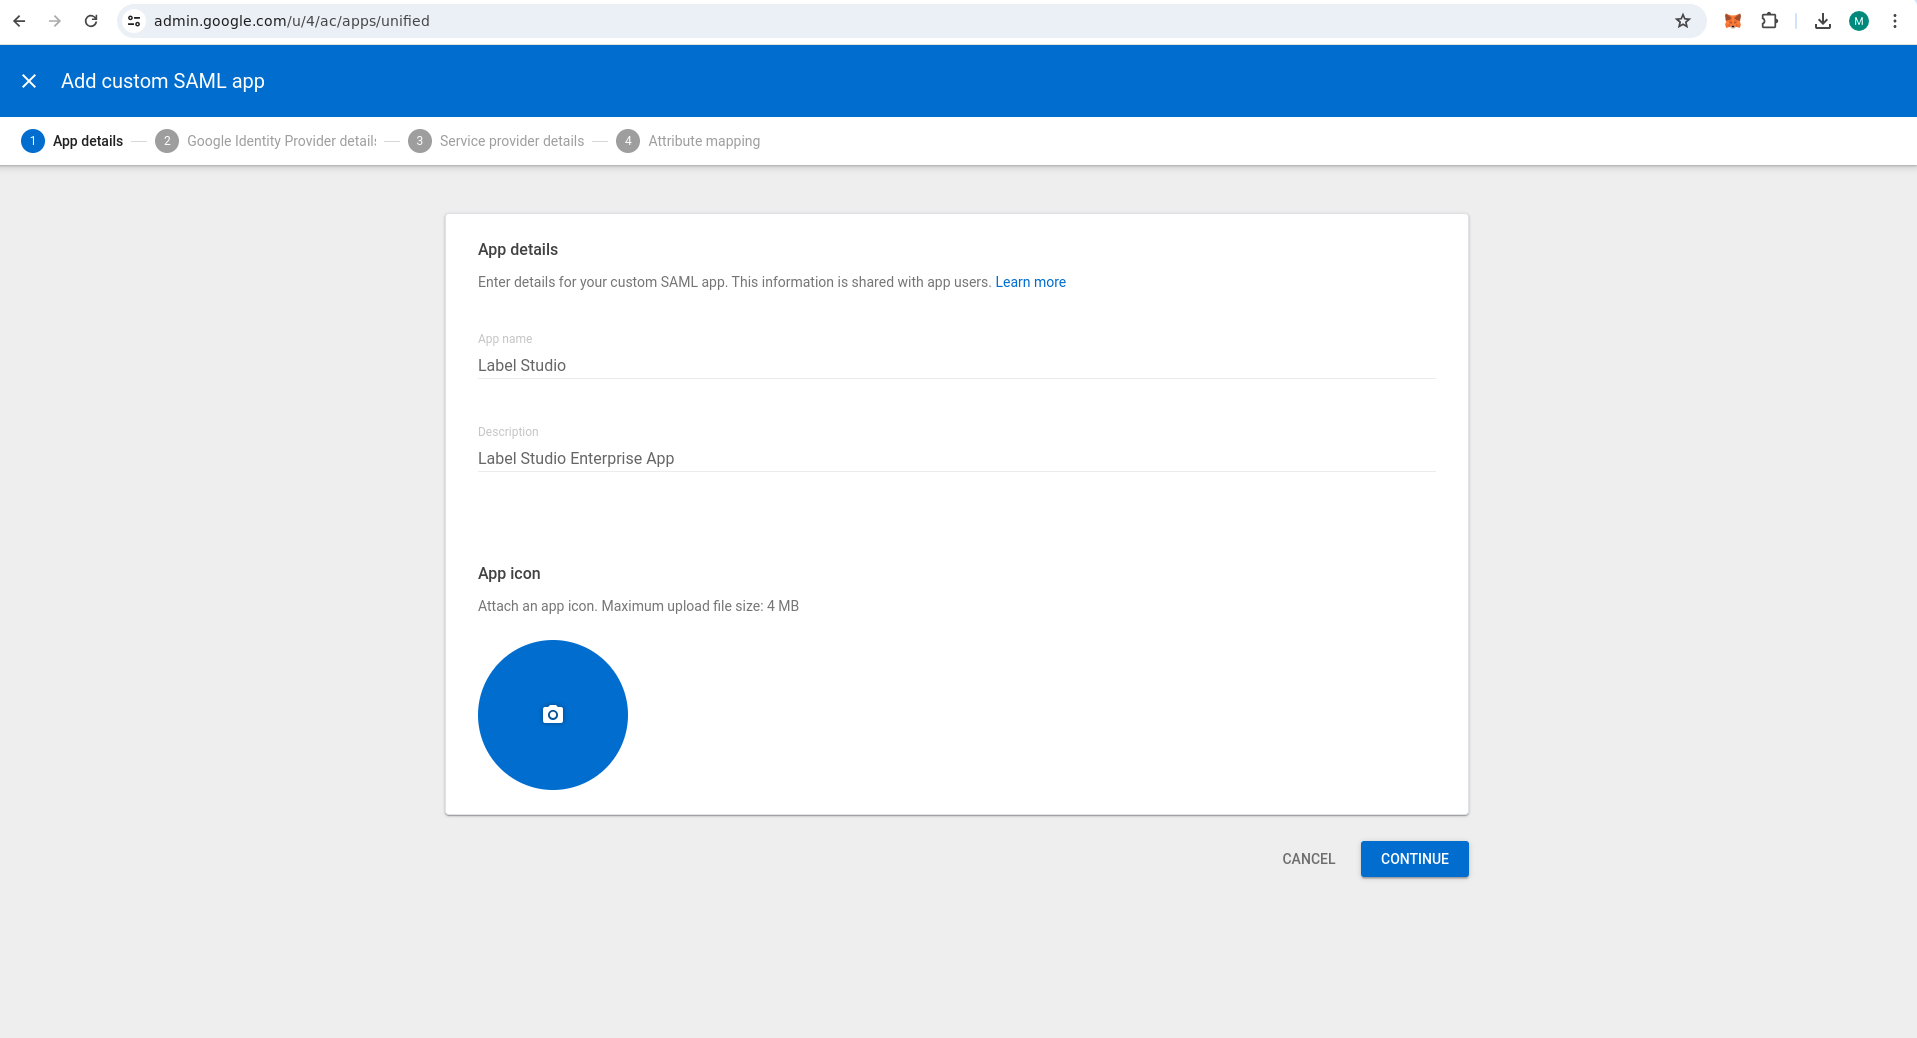 admin.google.com/u/4/ac/apps/unified
M
Add custom SAML app
1 App details 2 Google Identity Provider details 3 Service provider details 4 Attribute mapping
App details
Enter details for your custom SAML app. This information is shared with app users. Learn more
App name
Label Studio
Description
Label Studio Enterprise App
App icon
Attach an app icon. Maximum upload file size: 4 MB
CANCEL CONTINUE